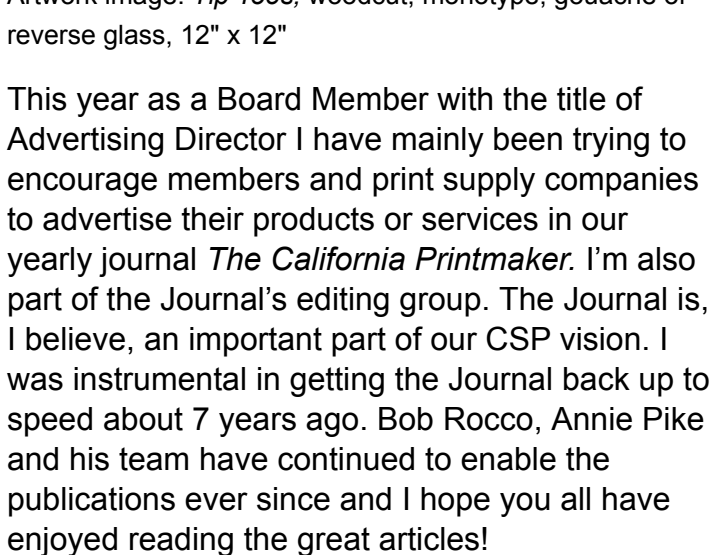 Artwork image: Tip Toes, woodcut, monotype, gouache on
reverse glass, 12" x 12"
This year as a Board Member with the title of
Advertising Director I have mainly been trying to
encourage members and print supply companies
to advertise their products or services in our
yearly journal The California Printmaker. I’m also
part of the Journal’s editing group. The Journal is,
I believe, an important part of our CSP vision. I
was instrumental in getting the Journal back up to
speed about 7 years ago. Bob Rocco, Annie Pike
and his team have continued to enable the
publications ever since and I hope you all have
enjoyed reading the great articles!